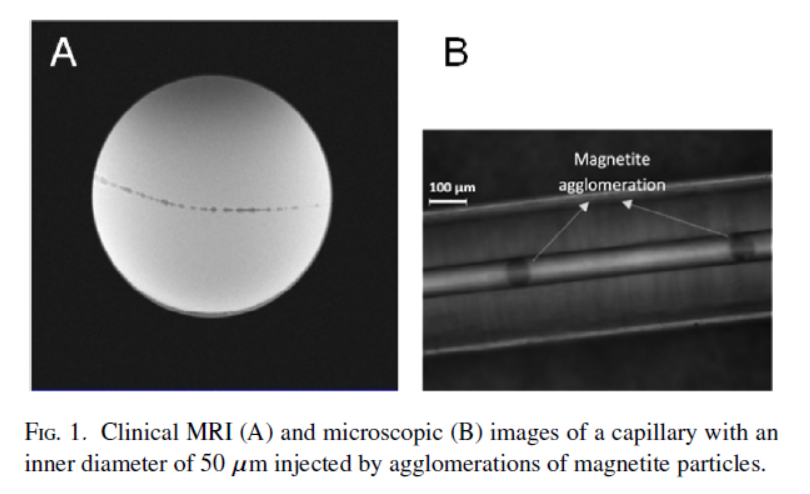 A
B
Magnetite
agglomeration
100 μm
FIG. 1. Clinical MRI (A) and microscopic (B) images of a capillary with an
inner diameter of 50 μm injected by agglomerations of magnetite particles.